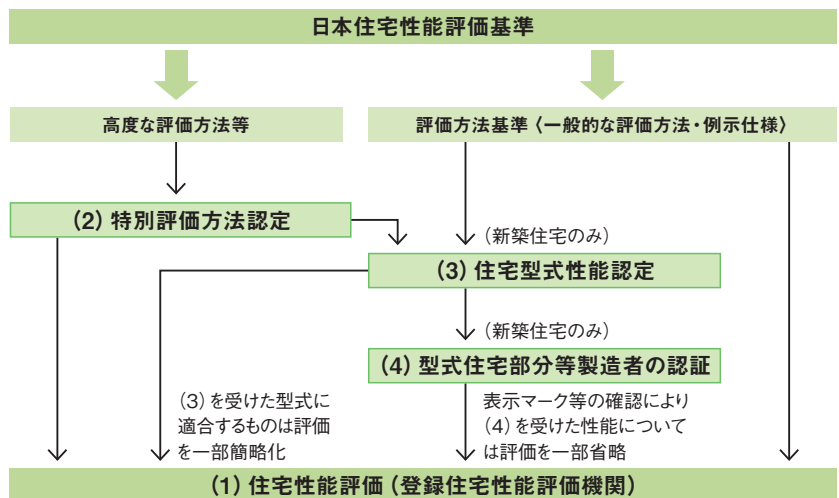 日本住宅性能評価基準
高度な評価方法等
評価方法基準〈一般的な評価方法・例示仕様〉
(2) 特別評価方法認定
(新築住宅のみ)
(3) 住宅型式性能認定
(新築住宅のみ)
(4) 型式住宅部分等製造者の認証
(3)を受けた型式に
適合するものは評価
を一部簡略化
表示マーク等の確認により
(4)を受けた性能について
は評価を一部省略
(1) 住宅性能評価(登録住宅性能評価機関)